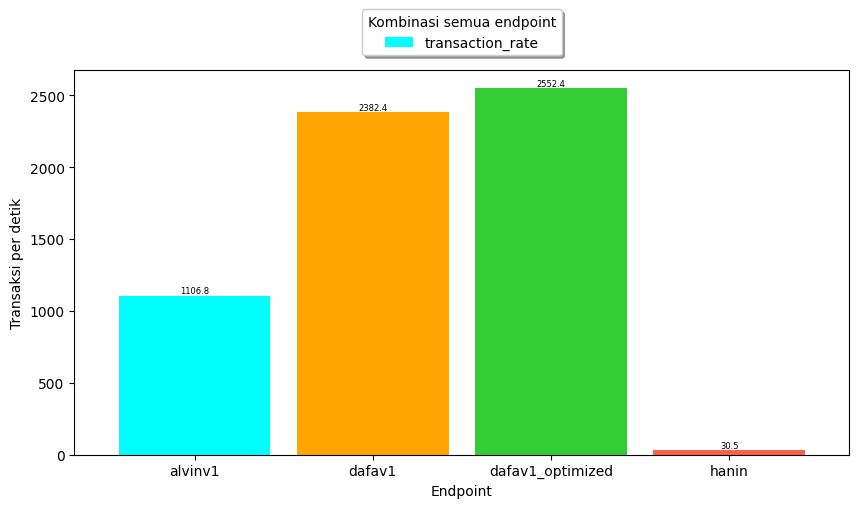 Kombinasi semua endpoint
transaction_rate
2500
2000
1500
1000
500
0
Transaksi per detik
1106.8
2382.4
2552.4
30.5
alvinv1
dafav1
dafav1_optimized
hanin
Endpoint